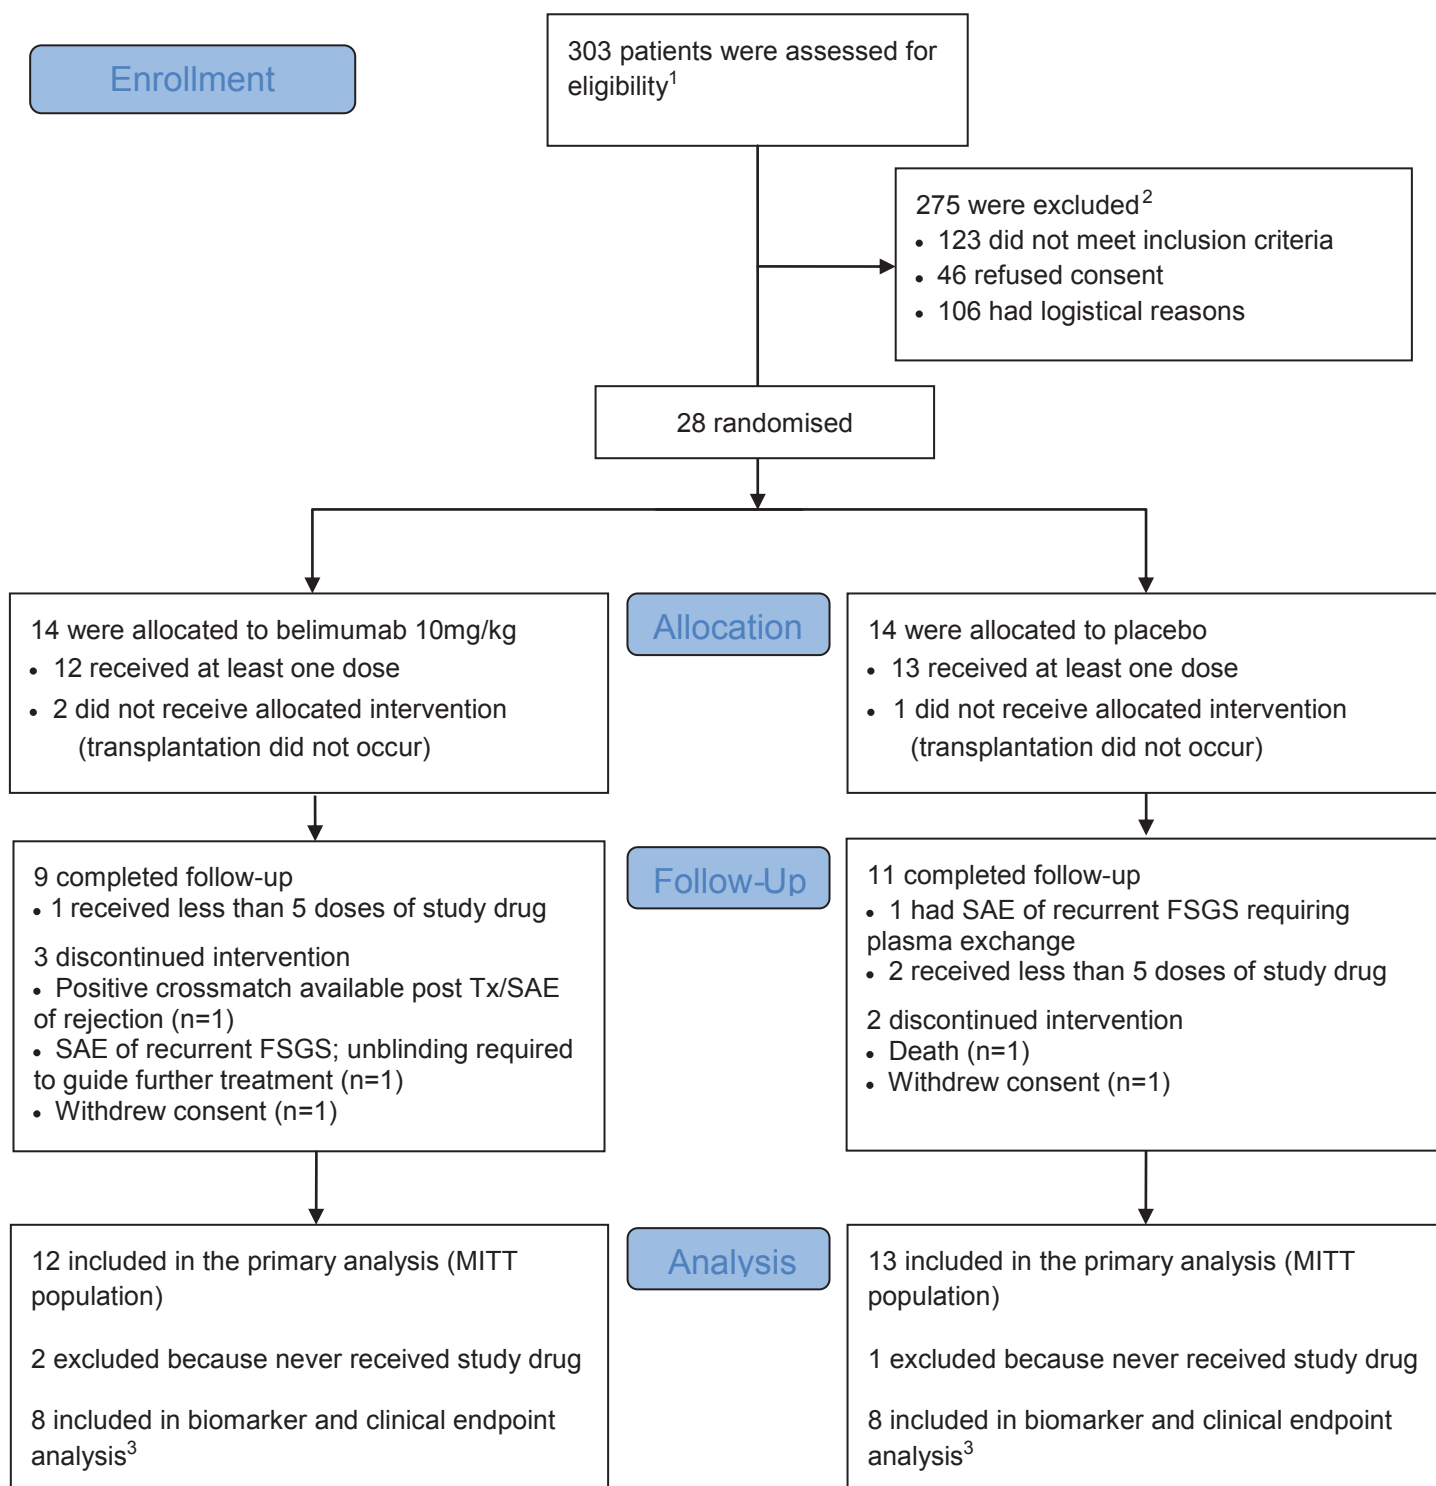 Enrollment
303 patients were assessed for
eligibility1
275 were excluded2
• 123 did not meet inclusion criteria
• 46 refused consent
• 106 had logistical reasons
28 randomised
14 were allocated to belimumab 10mg/kg
• 12 received at least one dose
• 2 did not receive allocated intervention
(transplantation did not occur)
Allocation
14 were allocated to placebo
• 13 received at least one dose
• 1 did not receive allocated intervention
(transplantation did not occur)
9 completed follow-up
• 1 received less than 5 doses of study drug
3 discontinued intervention
• Positive crossmatch available post Tx/SAE
of rejection (n=1)
• SAE of recurrent FSGS; unblinding required
to guide further treatment (n=1)
• Withdrew consent (n=1)
Follow-Up
11 completed follow-up
• 1 had SAE of recurrent FSGS requiring
plasma exchange
• 2 received less than 5 doses of study drug
2 discontinued intervention
• Death (n=1)
• Withdrew consent (n=1)
12 included in the primary analysis (MITT
population)
2 excluded because never received study drug
8 included in biomarker and clinical endpoint
analysis3
Analysis
13 included in the primary analysis (MITT
population)
1 excluded because never received study drug
8 included in biomarker and clinical endpoint
analysis3